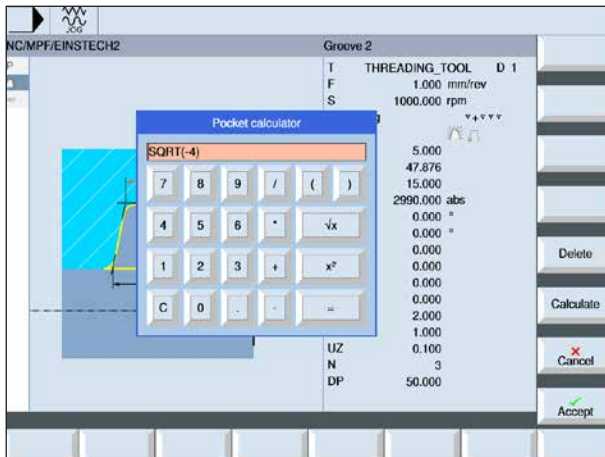 JOG
NC/MPF/EINSTECH2
Groove 2
T THREADING_TOOL D 1
F 1.000 mm/rev
S 1000.000 rpm
Pocket calculator
SQRT(-4)
7 8 9 / ( )
4 5 6 * √x
1 2 3 + x²
C 0 . - =
5.000
47.876
15.000
2990.000 abs
0.000 °
0.000 °
0.000
0.000
0.000
0.000
2.000
1.000
UZ 0.100
N 3
DP 50.000
Delete
Calculate
Cancel
Accept